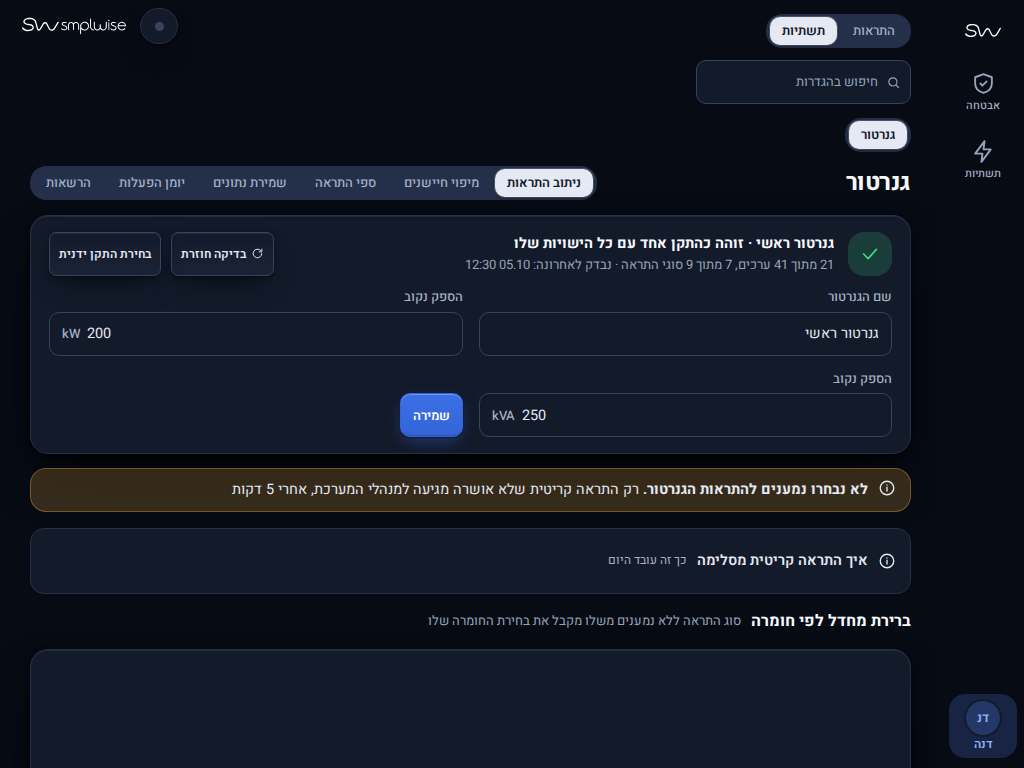 SW
smplwise
התראות
תשתיות
אבטחה
תשתיות
חיפוש בהגדרות
גנרטור
גנרטור
ניתוב התראות
מיפוי חיישנים
ספי התראה
שמירת נתונים
יומן הפעלות
הרשאות
גנרטור ראשי · זוהה כהתקן אחד עם כל הישויות שלו
21 מתוך 41 ערכים, 7 מתוך 9 סוגי התראה · נבדק לאחרונה: 05.10 12:30
בדיקה חוזרת
בחירת התקן ידנית
שם הגנרטור
הספק נקוב
גנרטור ראשי
200 kW
הספק נקוב
250 kVA
שמירה
לא נבחרו נמענים להתראות הגנרטור. רק התראה קריטית שלא אושרה מגיעה למנהלי המערכת, אחרי 5 דקות
איך התראה קריטית מסלימה כך זה עובד היום
ברירת מחדל לפי חומרה סוג התראה ללא נמענים משלו מקבל את בחירת החומרה שלו
דנ
דנה